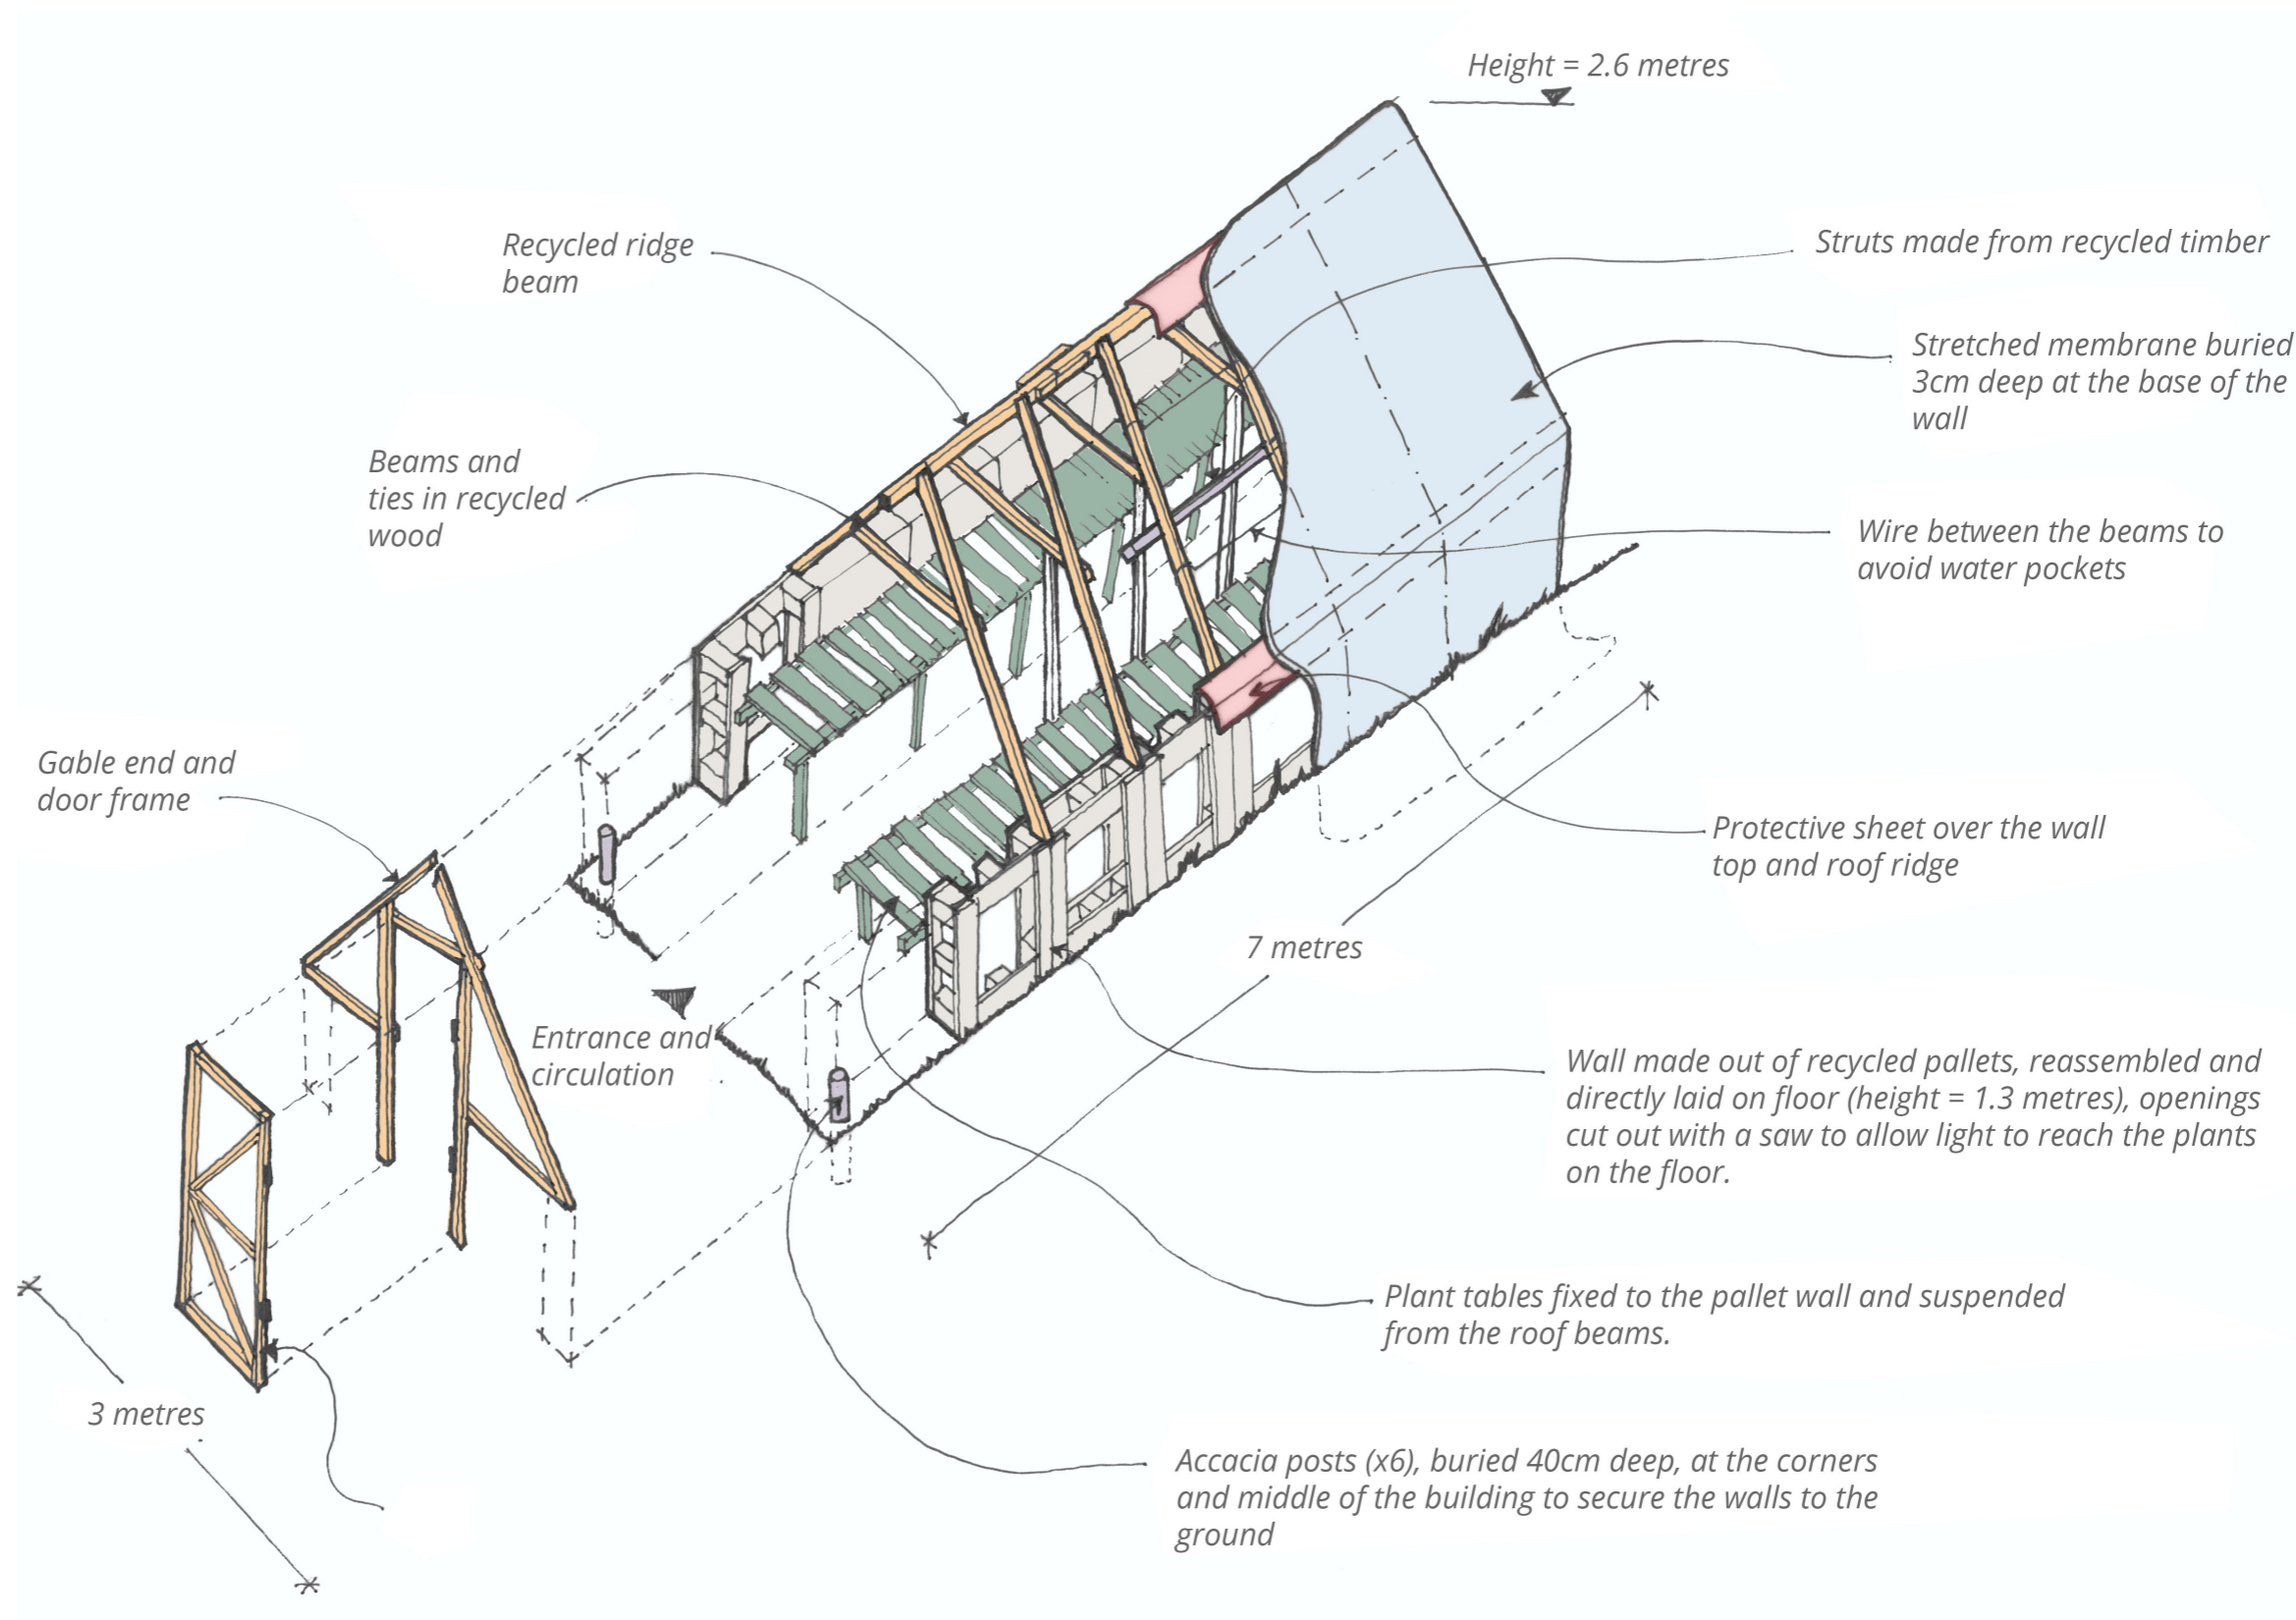 Height = 2.6 metres
Recycled ridge
beam
Struts made from recycled timber
Stretched membrane buried
3cm deep at the base of the
wall
Beams and
ties in recycled
wood
Wire between the beams to
avoid water pockets
Gable end and
door frame
Protective sheet over the wall
top and roof ridge
7 metres
Entrance and
circulation
Wall made out of recycled pallets, reassembled and
directly laid on floor (height = 1.3 metres), openings
cut out with a saw to allow light to reach the plants
on the floor.
Plant tables fixed to the pallet wall and suspended
from the roof beams.
3 metres
Accacia posts (x6), buried 40cm deep, at the corners
and middle of the building to secure the walls to the
ground